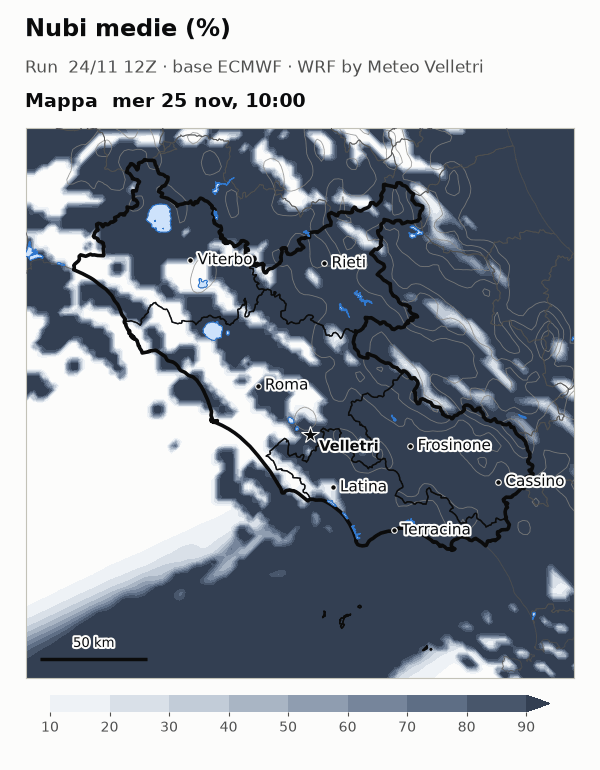 Nubi medie (%)
Run  24/11 12Z · base ECMWF · WRF by Meteo Velletri
Mappa  mer 25 nov, 10:00
Viterbo
Rieti
Roma
Velletri
Frosinone
Latina
Cassino
Terracina
50 km
10 20 30 40 50 60 70 80 90